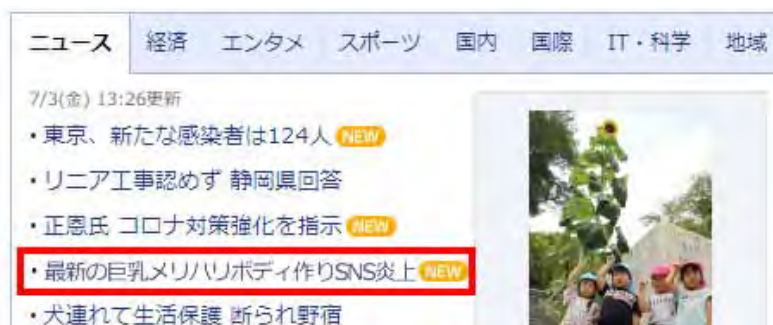 ニュース 経済 エンタメ スポーツ 国内 国際 IT・科学 地域
7/3(金) 13:26更新
・東京、新たな感染者は124人 NEW
・リニア工事認めず 静岡県回答
・正恩氏 コロナ対策強化を指示 NEW
・最新の巨乳メリハリボディ作りSNS炎上 NEW
・犬連れて生活保護 断られ野宿